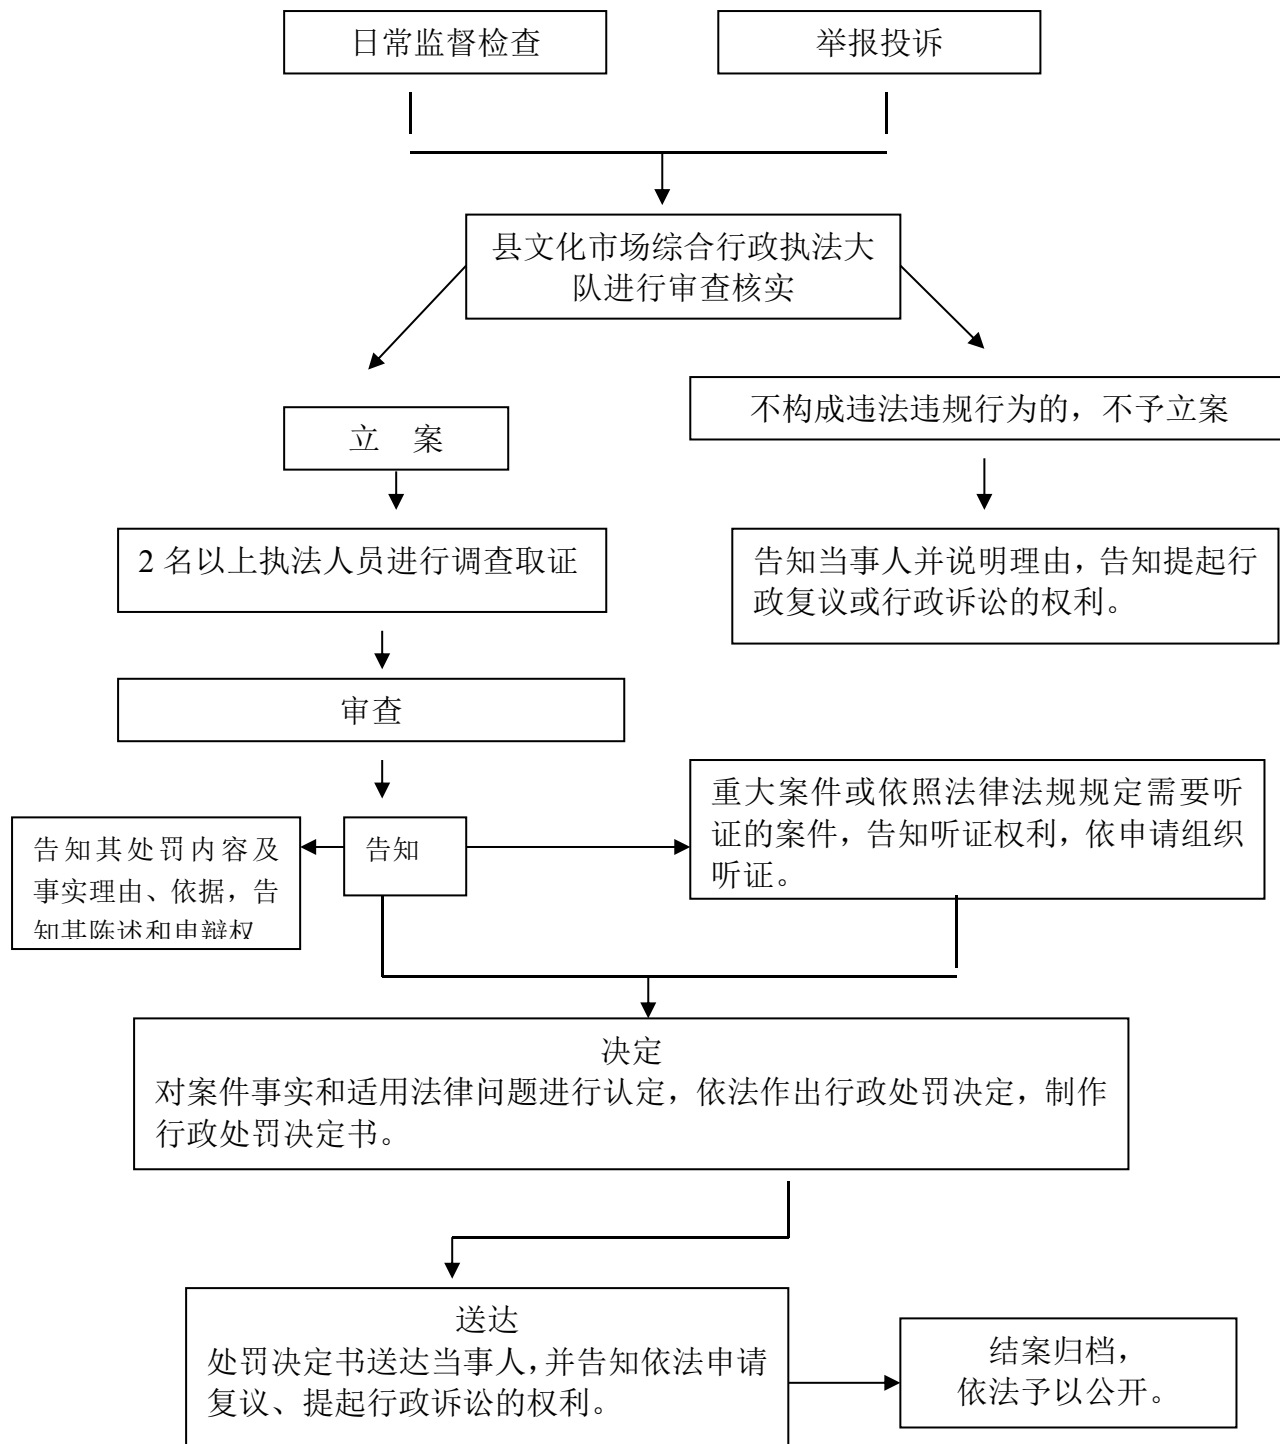 日常监督检查
举报投诉
县文化市场综合行政执法大
队进行审查核实
立　案
不构成违法违规行为的，不予立案
2 名以上执法人员进行调查取证
告知当事人并说明理由，告知提起行
政复议或行政诉讼的权利。
审查
告知其处罚内容及
事实理由、依据，告
知其陈述和申辩权
告知
重大案件或依照法律法规规定需要听
证的案件，告知听证权利，依申请组织
听证。
决定
对案件事实和适用法律问题进行认定，依法作出行政处罚决定，制作
行政处罚决定书。
送达
处罚决定书送达当事人，并告知依法申请
复议、提起行政诉讼的权利。
结案归档，
依法予以公开。